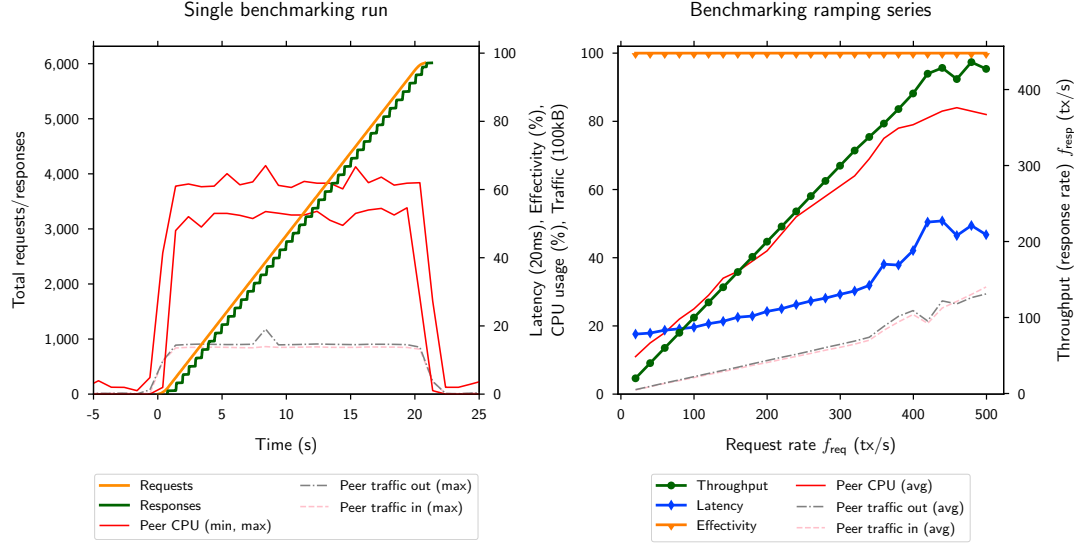 Single benchmarking run
Total requests/responses
6,000
5,000
4,000
3,000
2,000
1,000
0
-5
0
5
10
15
20
25
Time (s)
100
80
60
40
20
0
Requests
Responses
Peer CPU (min, max)
Peer traffic out (max)
Peer traffic in (max)
Benchmarking ramping series
Latency (20ms), Effectivity (%),
CPU usage (%), Traffic (100kB)
100
80
60
40
20
0
0
100
200
300
400
500
Request rate f_req (tx/s)
400
300
200
100
0
Throughput (response rate) f_resp (tx/s)
Throughput
Latency
Effectivity
Peer CPU (avg)
Peer traffic out (avg)
Peer traffic in (avg)